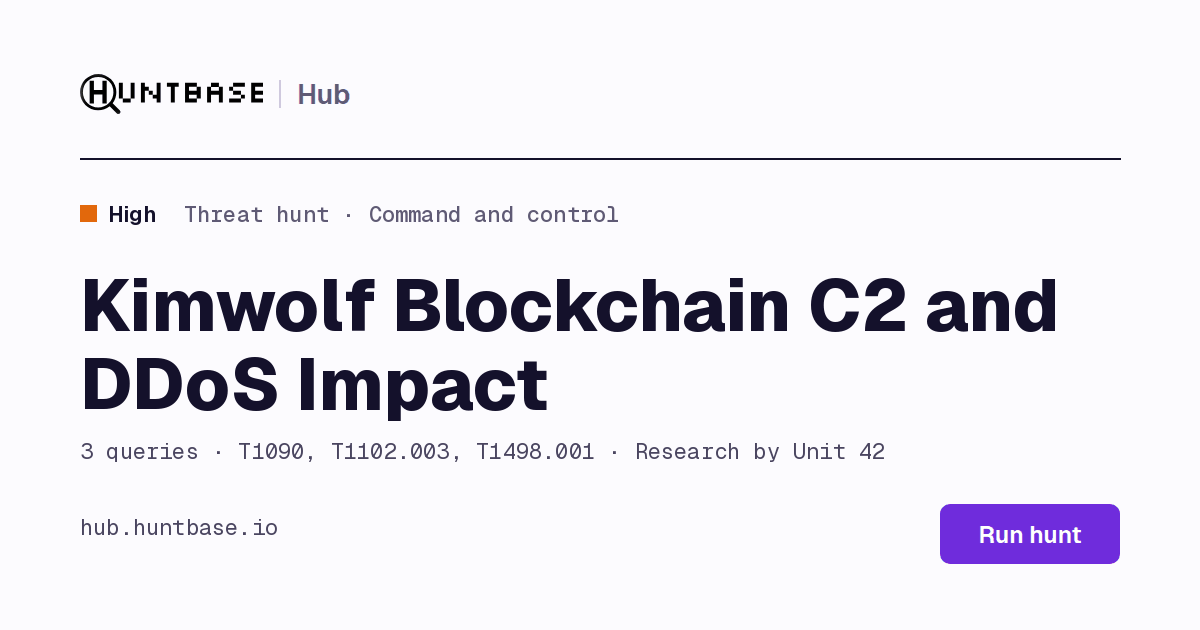 HUNTBASE Hub
High Threat hunt · Command and control
Kimwolf Blockchain C2 and
DDoS Impact
3 queries · T1090, T1102.003, T1498.001 · Research by Unit 42
hub.huntbase.io
Run hunt